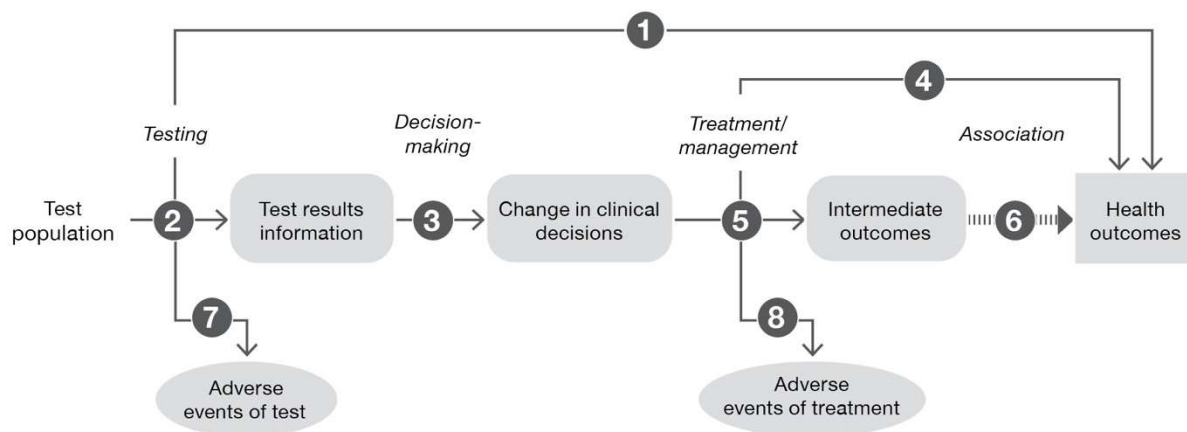 1
4
Testing
Decision-
making
Treatment/
management
Association
Test
population
2
Test results
information
3
Change in clinical
decisions
5
Intermediate
outcomes
6
Health
outcomes
7
8
Adverse
events of test
Adverse
events of treatment